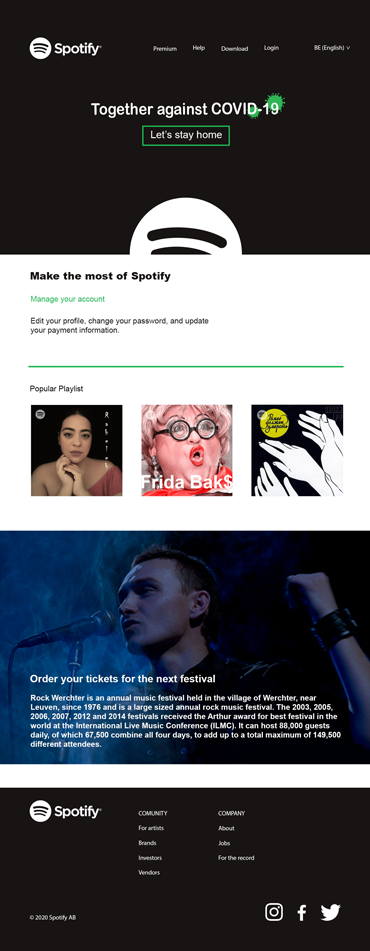 Spotify®
Premium
Help
Download
Login
BE (English) ∨
Together against COVID-19
Let's stay home
Make the most of Spotify
Manage your account
Edit your profile, change your password, and update
your payment information.
Popular Playlist
Frida Bak$
Order your tickets for the next festival
Rock Werchter is an annual music festival held in the village of Werchter, near
Leuven, since 1976 and is a large sized annual rock music festival. The 2003, 2005,
2006, 2007, 2012 and 2014 festivals received the Arthur award for best festival in the
world at the International Live Music Conference (ILMC). It can host 88,000 guests
daily, of which 67,500 combine all four days, to add up to a total maximum of 149,500
different attendees.
Spotify®
COMUNITY
For artists
Brands
Investors
Vendors
COMPANY
About
Jobs
For the record
© 2020 Spotify AB